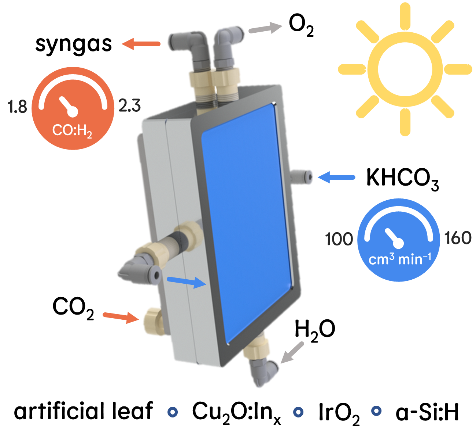 syngas
O₂
1.8
2.3
CO:H₂
KHCO₃
100
160
cm³ min⁻¹
CO₂
H₂O
artificial leaf ∘ Cu₂O:Inₓ ∘ IrO₂ ∘ a-Si:H